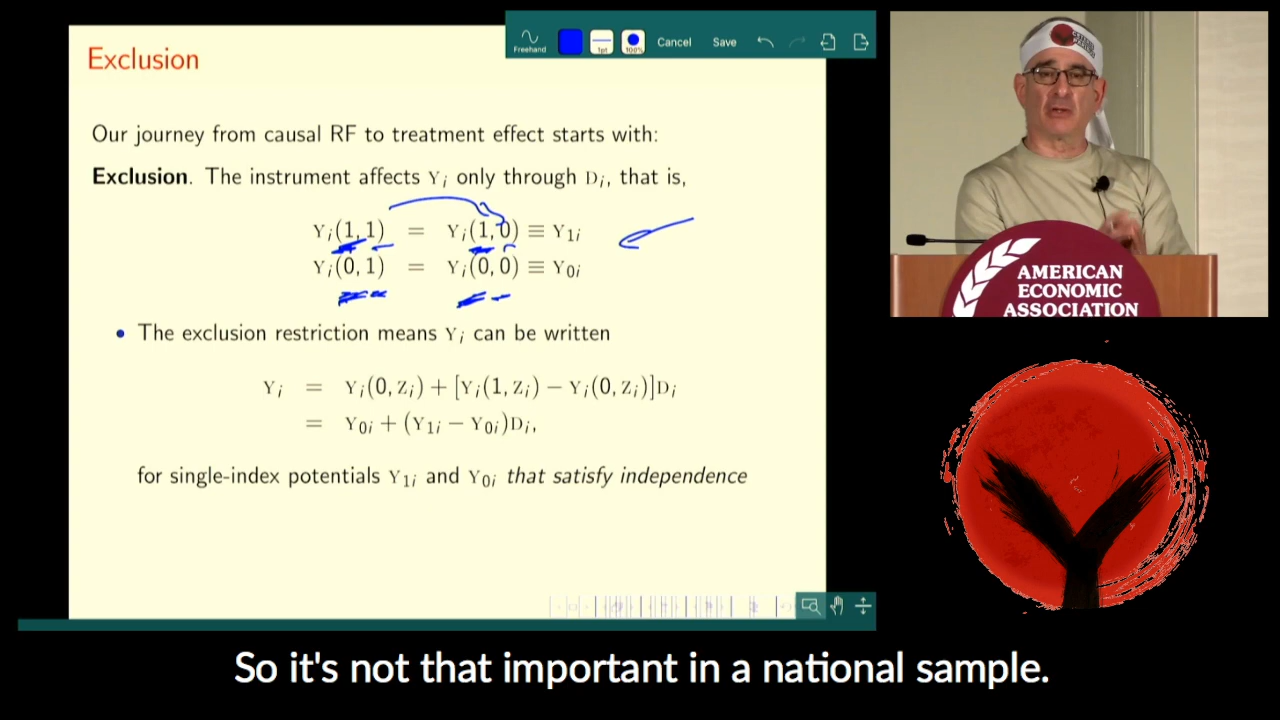 Freehand 1pt 100% Cancel Save
Exclusion
Our journey from causal RF to treatment effect starts with:
Exclusion. The instrument affects Yᵢ only through Dᵢ, that is,
Yᵢ(1, 1) = Yᵢ(1, 0) ≡ Y₁ᵢ
Yᵢ(0, 1) = Yᵢ(0, 0) ≡ Y₀ᵢ
• The exclusion restriction means Yᵢ can be written
Yᵢ = Yᵢ(0, Zᵢ) + [Yᵢ(1, Zᵢ) − Yᵢ(0, Zᵢ)]Dᵢ
= Y₀ᵢ + (Y₁ᵢ − Y₀ᵢ)Dᵢ,
for single-index potentials Y₁ᵢ and Y₀ᵢ that satisfy independence
AMERICAN
ECONOMIC
ASSOCIATION
So it's not that important in a national sample.